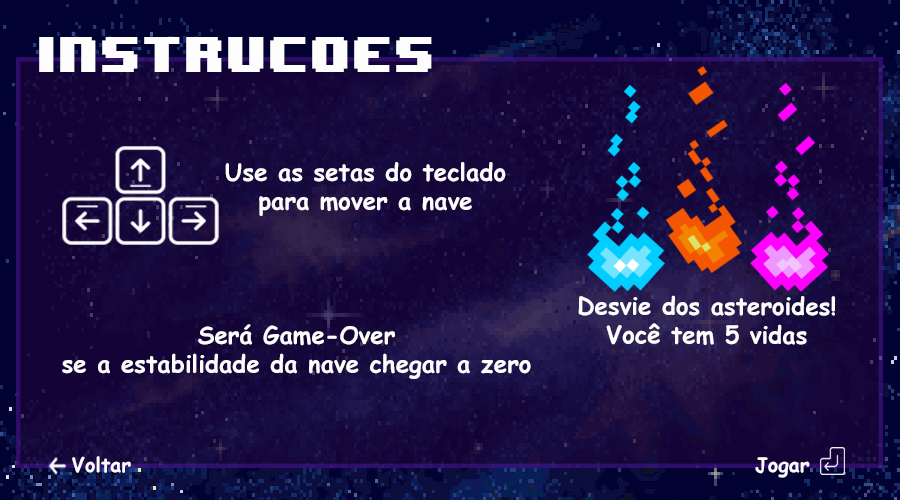 INSTRUCOES
Use as setas do teclado
para mover a nave
Desvie dos asteroides!
Você tem 5 vidas
Será Game-Over
se a estabilidade da nave chegar a zero
Voltar
Jogar